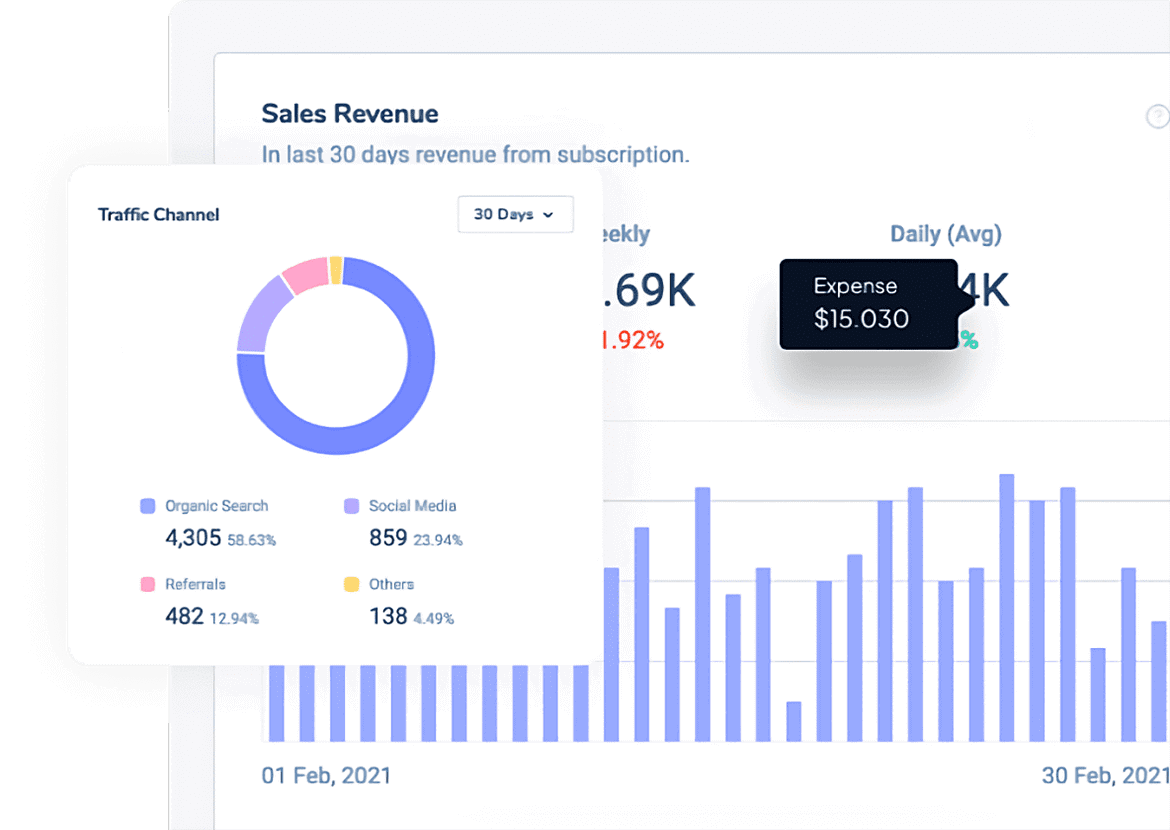 Sales Revenue
?
In last 30 days revenue from subscription.
Traffic Channel
30 Days
eekly
Daily (Avg)
.69K
4K
1.92%
%
Expense
$15.030
Organic Search
4,305 58.63%
Social Media
859 23.94%
Referrals
482 12.94%
Others
138 4.49%
01 Feb, 2021
30 Feb, 2021